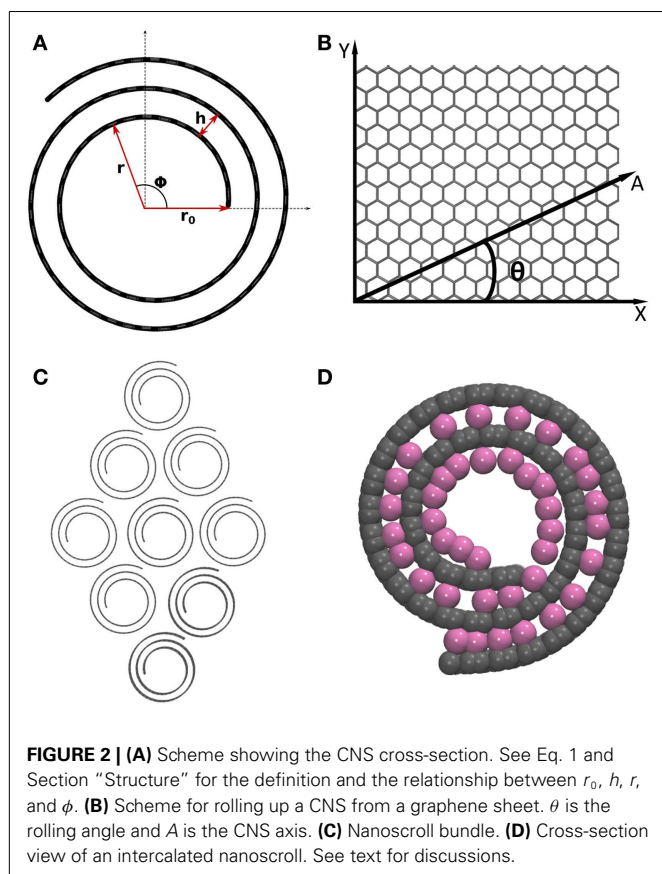 A
h
r
Φ
r₀
B
Y
A
θ
X
C
D
FIGURE 2 | (A) Scheme showing the CNS cross-section. See Eq. 1 and
Section “Structure” for the definition and the relationship between r₀, h, r,
and ϕ. (B) Scheme for rolling up a CNS from a graphene sheet. θ is the
rolling angle and A is the CNS axis. (C) Nanoscroll bundle. (D) Cross-section
view of an intercalated nanoscroll. See text for discussions.